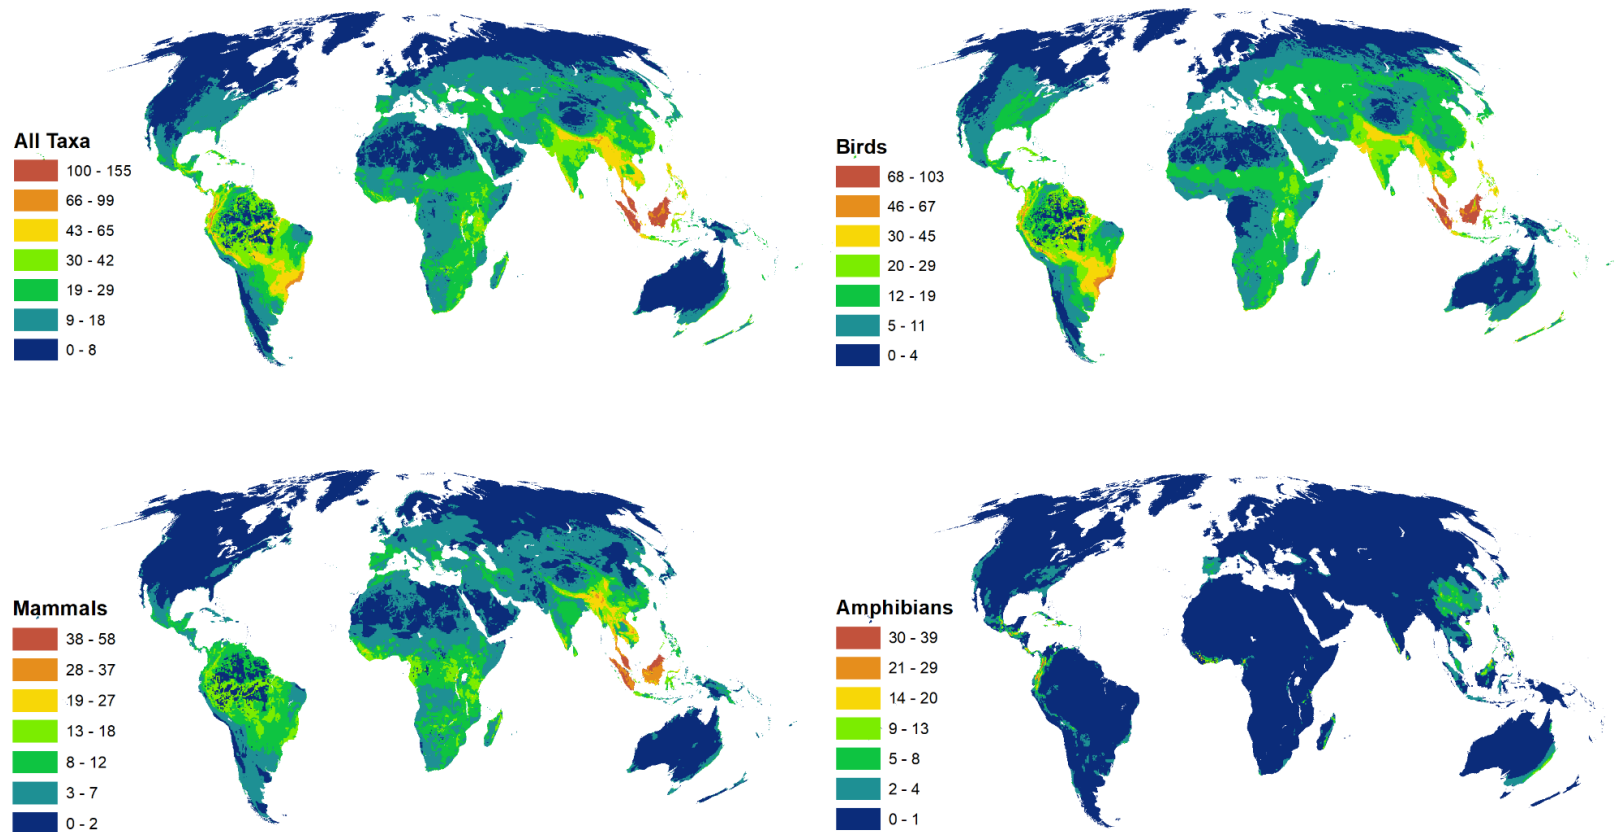 All Taxa
100 - 155
66 - 99
43 - 65
30 - 42
19 - 29
9 - 18
0 - 8
Birds
68 - 103
46 - 67
30 - 45
20 - 29
12 - 19
5 - 11
0 - 4
Mammals
38 - 58
28 - 37
19 - 27
13 - 18
8 - 12
3 - 7
0 - 2
Amphibians
30 - 39
21 - 29
14 - 20
9 - 13
5 - 8
2 - 4
0 - 1